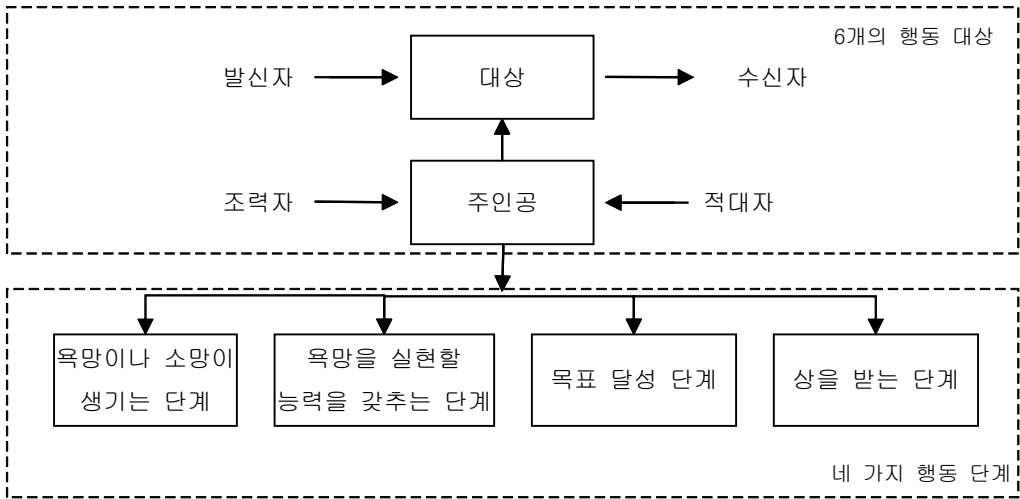 6개의 행동 대상
발신자
대상
수신자
조력자
주인공
적대자
욕망이나 소망이
생기는 단계
욕망을 실현할
능력을 갖추는 단계
목표 달성 단계
상을 받는 단계
네 가지 행동 단계